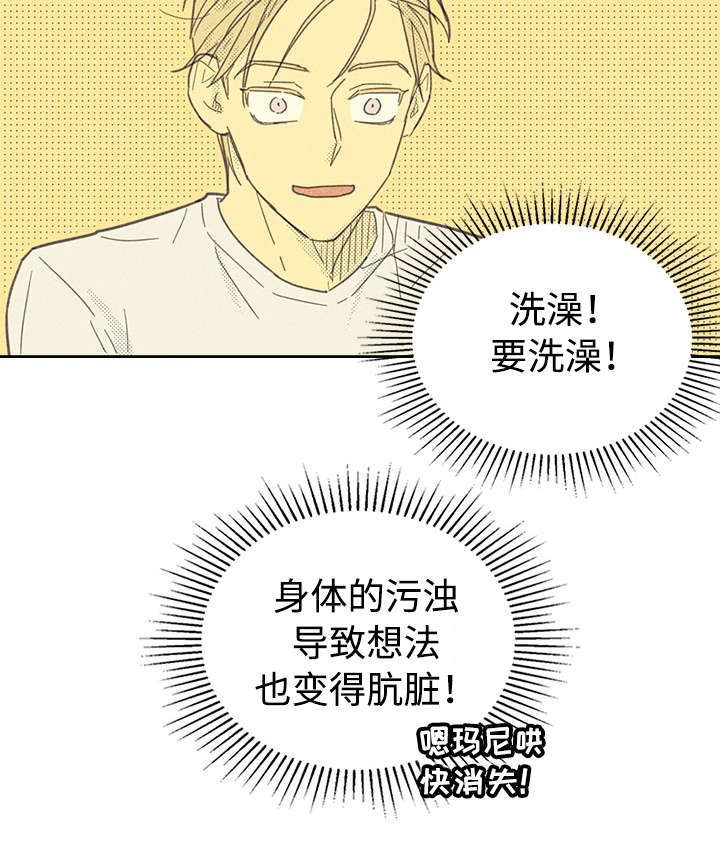 洗澡！
要洗澡！
身体的污浊
导致想法
也变得肮脏！
嗯玛尼哄
快消失！